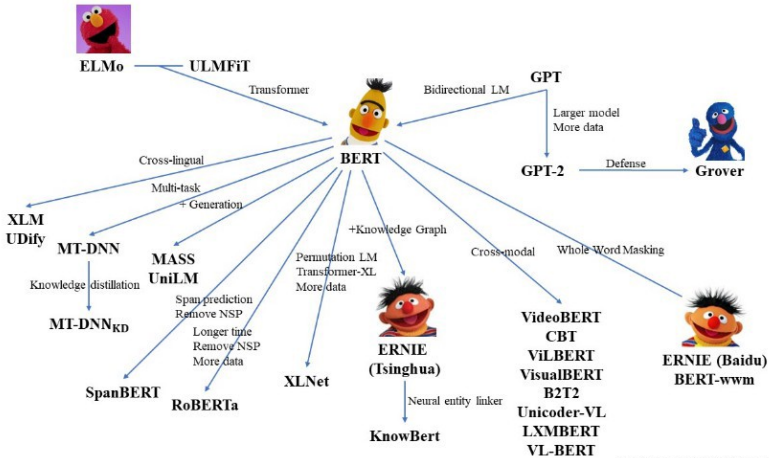 ELMo
ULMFiT
GPT
Transformer
Bidirectional LM
Larger model
More data
BERT
GPT-2
Defense
Grover
Cross-lingual
Multi-task
+ Generation
XLM
UDify
MT-DNN
MASS
UniLM
+Knowledge Graph
Cross-modal
Whole Word Masking
Knowledge distillation
Permutation LM
Transformer-XL
More data
MT-DNNKD
Span prediction
Remove NSP
Longer time
Remove NSP
More data
SpanBERT
RoBERTa
XLNet
ERNIE
(Tsinghua)
Neural entity linker
KnowBert
VideoBERT
CBT
ViLBERT
VisualBERT
B2T2
Unicoder-VL
LXMBERT
VL-BERT
ERNIE (Baidu)
BERT-wwm